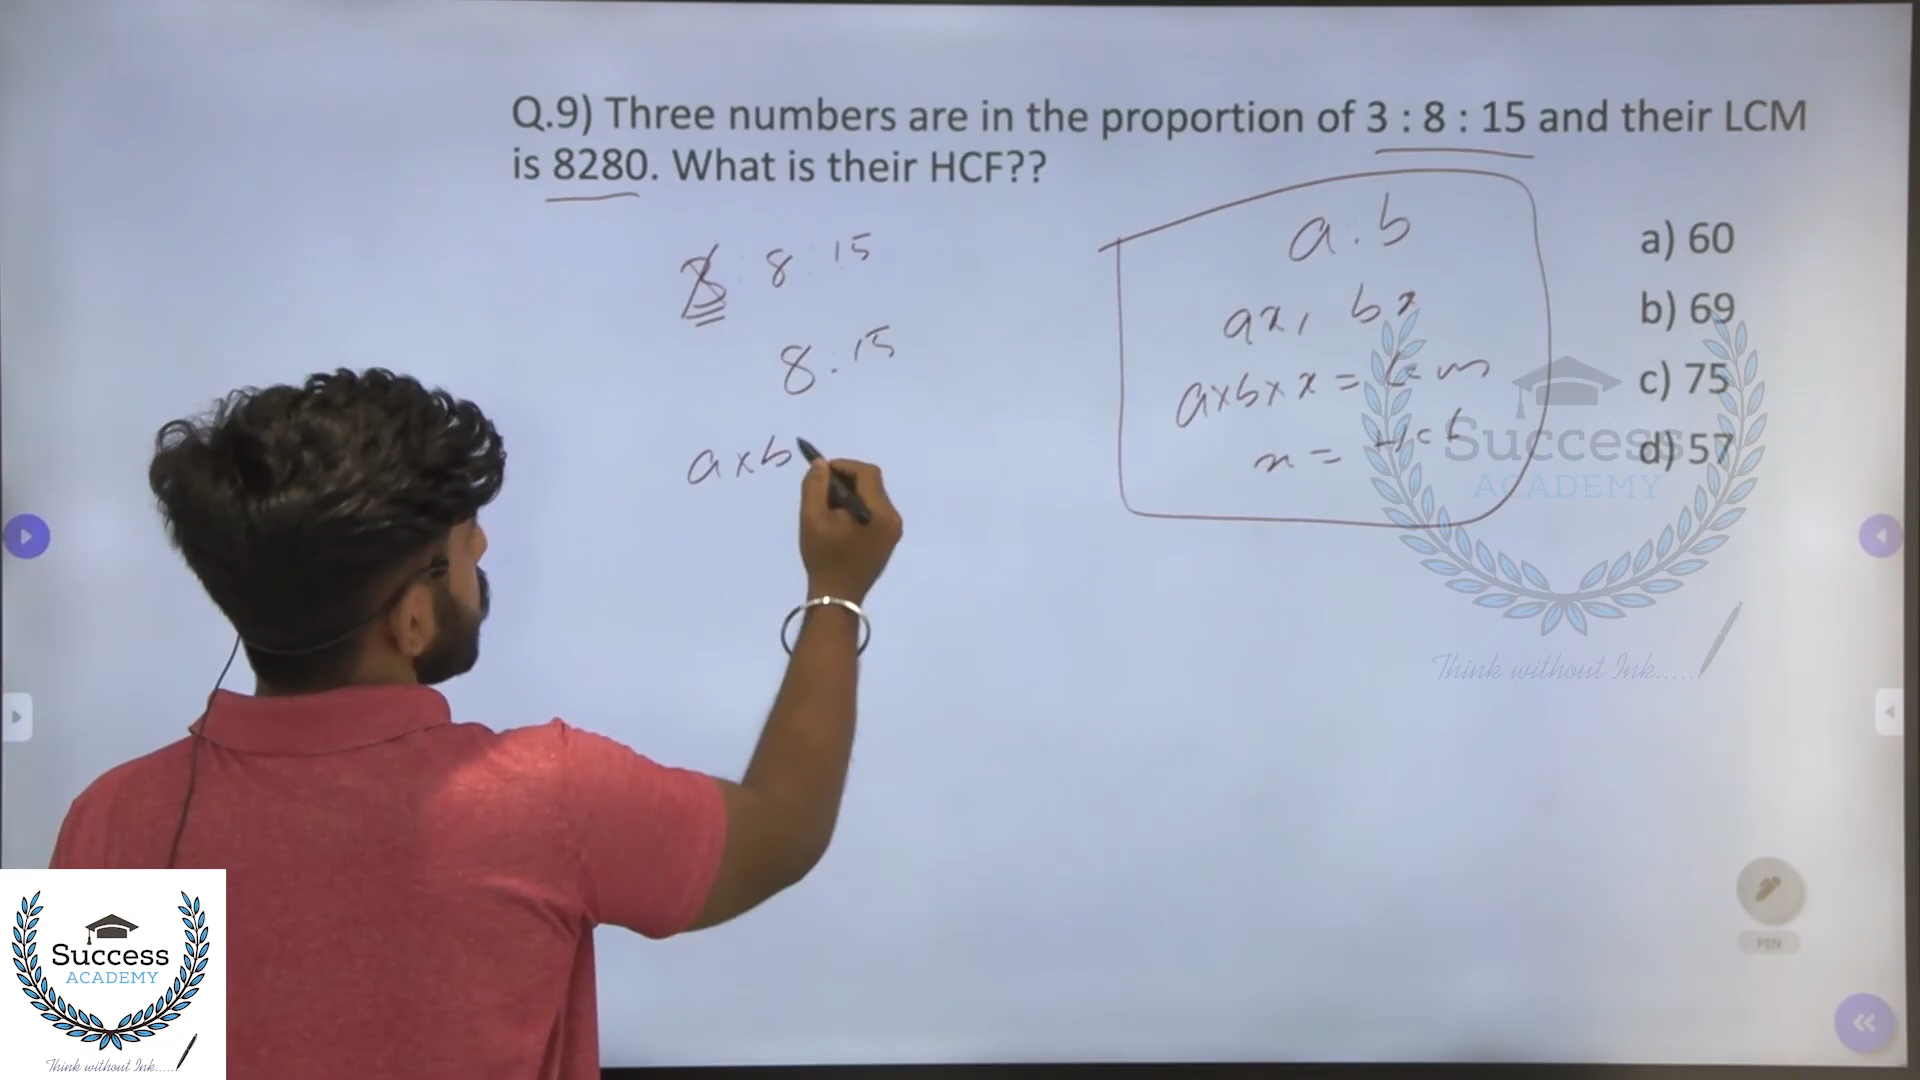 Q.9) Three numbers are in the proportion of 3 : 8 : 15 and their LCM
is 8280. What is their HCF??
a) 60
b) 69
c) 75
d) 57
8 : 15
8 : 15
a×b
a : b
ax, bx
a×b×x = Lcm
x = Hcf
Success
ACADEMY
Think without Ink.....
PEN
Success
ACADEMY
Think without Ink.....